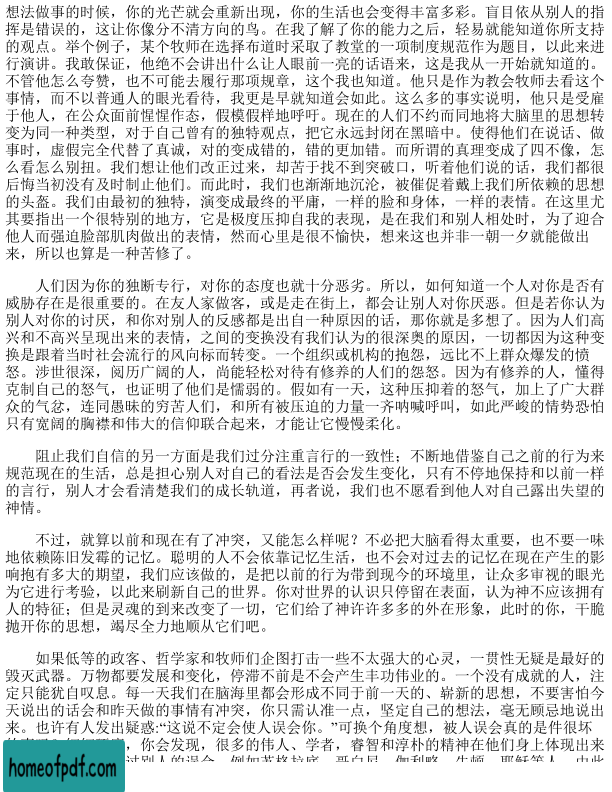 想法做事的时候，你的光芒就会重新出现，你的生活也会变得丰富多彩。盲目依从别人的指
挥是错误的，这让你像分不清方向的鸟。在我了解了你的能力之后，轻易就能知道你所支持
的观点。举个例子，某个牧师在选择布道时采取了教堂的一项制度规范作为题目，以此来进
行演讲。我敢保证，他绝不会讲出什么让人眼前一亮的话语来，这是我从一开始就知道的。
不管他怎么夸赞，也不可能去履行那项规章，这个我也知道。他只是作为教会牧师去看这个
事情，而不以普通人的眼光看待，我更是早就知道会如此。这么多的事实说明，他只是受雇
于他人，在公众面前惺惺作态，假模假样地呼吁。现在的人们不约而同地将大脑里的思想转
变为同一种类型，对于自己曾有的独特观点，把它永远封闭在黑暗中。使得他们在说话、做
事时，虚假完全代替了真诚，对的变成错的，错的更加错。而所谓的真理变成了四不像，怎
么看怎么别扭。我们想让他们改正过来，却苦于找不到突破口，听着他们说的话，我们都很
后悔当初没有及时制止他们。而此时，我们也渐渐地沉沦，被催促着戴上我们所依赖的思想
的头盔。我们由最初的独特，演变成最终的平庸，一样的脸和身体，一样的表情。在这里尤
其要指出一个很特别的地方，它是极度压抑自我的表现，是在我们和别人相处时，为了迎合
他人而强迫脸部肌肉做出的表情，然而心里是很不愉快，想来这也并非一朝一夕就能做出
来，所以也算是一种苦修了。
人们因为你的独断专行，对你的态度也就十分恶劣。所以，如何知道一个人对你是否有
威胁存在是很重要的。在友人家做客，或是走在街上，都会让别人对你厌恶。但是若你认为
别人对你的讨厌，和你对别人的反感都是出自一种原因的话，那你就是多想了。因为人们高
兴和不高兴呈现出来的表情，之间的变换没有我们认为的很深奥的原因，一切都因为这种变
换是跟着当时社会流行的风向标而转变。一个组织或机构的抱怨，远比不上群众爆发的愤
怒。涉世很深，阅历广阔的人，尚能轻松对待有修养的人们的怨怒。因为有修养的人，懂得
克制自己的怒气，也证明了他们是懦弱的。假如有一天，这种压抑着的怒气，加上了广大群
众的气忿，连同愚昧的穷苦人们，和所有被压迫的力量一齐呐喊呼叫，如此严峻的情势恐怕
只有宽阔的胸襟和伟大的信仰联合起来，才能让它慢慢柔化。
阻止我们自信的另一方面是我们过分注重言行的一致性；不断地借鉴自己之前的行为来
规范现在的生活，总是担心别人对自己的看法是否会发生变化，只有不停地保持和以前一样
的言行，别人才会看清楚我们的成长轨道，再者说，我们也不愿看到他人对自己露出失望的
神情。
不过，就算以前和现在有了冲突，又能怎么样呢？不必把大脑看得太重要，也不要一味
地依赖陈旧发霉的记忆。聪明的人不会依靠记忆生活，也不会对过去的记忆在现在产生的影
响抱有多大的期望，我们应该做的，是把以前的行为带到现今的环境里，让众多审视的眼光
为它进行考验，以此来刷新自己的世界。你对世界的认识只停留在表面，认为神不应该拥有
人的特征；但是灵魂的到来改变了一切，它们给了神许许多多的外在形象，此时的你，干脆
抛开你的思想，竭尽全力地顺从它们吧。
如果低等的政客、哲学家和牧师们企图打击一些不太强大的心灵，一贯性无疑是最好的
毁灭武器。万物都要发展和变化，停滞不前是不会产生丰功伟业的。一个没有成就的人，注
定只能犹自叹息。每一天我们在脑海里都会形成不同于前一天的、崭新的思想，不要害怕今
天说出的话会和昨天做的事情有冲突，你只需认准一点，坚定自己的想法，毫无顾忌地说出
来。也许有人发出疑惑:“这说不定会使人误会你。”可换个角度想，被人误会真的是件很坏
你会发现，很多的伟人、学者，睿智和淳朴的精神在他们身上体现出来
homeofpdf.com